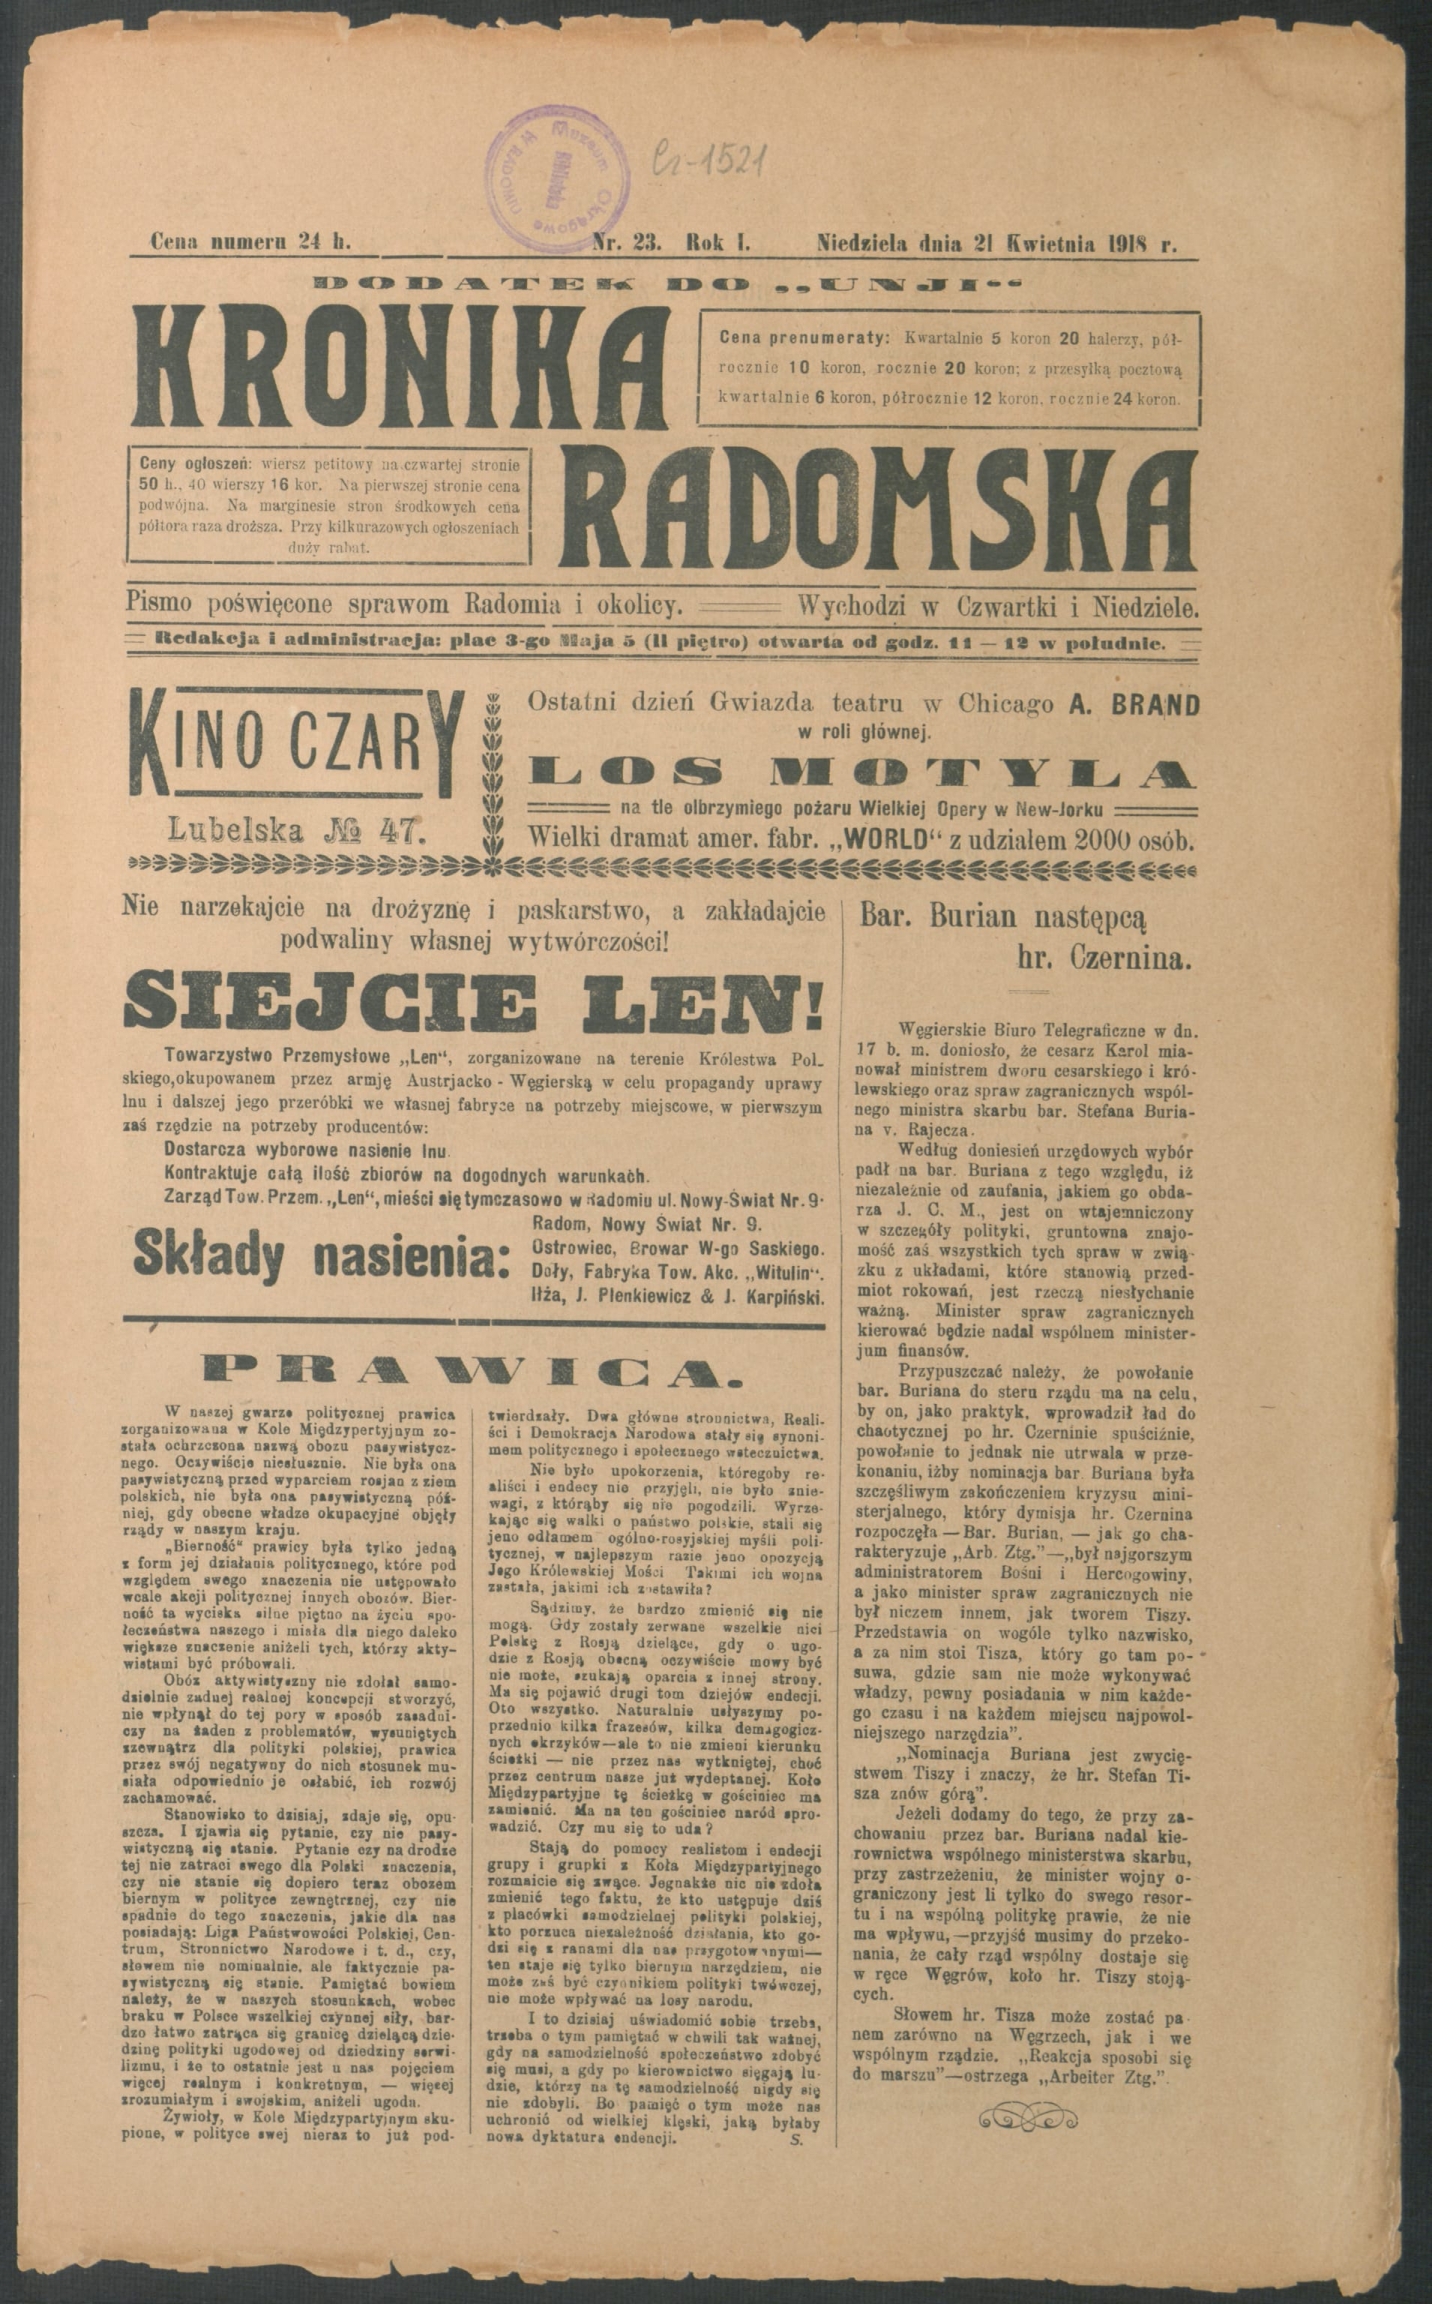 Muzeum Okręgowe W RADOMIU
Biblioteka
Cz-1521
Cena numeru 24 h.
Nr. 23. Rok I.
Niedziela dnia 21 Kwietnia 1918 r.
DODATEK DO „UNJI“
KRONIKA
Cena prenumeraty: Kwartalnie 5 koron 20 halerzy, pół-
rocznie 10 koron, rocznie 20 koron; z przesyłką pocztową
kwartalnie 6 koron, półrocznie 12 koron, rocznie 24 koron.
Ceny ogłoszeń: wiersz petitowy na czwartej stronie
50 h., 40 wierszy 16 kor. Na pierwszej stronie cena
podwójna. Na marginesie stron środkowych cena
półtora raza droższa. Przy kilkurazowych ogłoszeniach
duży rabat.
RADOMSKA
Pismo poświęcone sprawom Radomia i okolicy. Wychodzi w Czwartki i Niedziele.
Redakcja i administracja: plac 3-go Maja 5 (II piętro) otwarta od godz. 11 — 12 w południe.
KINO CZARY
Lubelska № 47.
Ostatni dzień Gwiazda teatru w Chicago A. BRAND
w roli głównej.
LOS MOTYLA
na tle olbrzymiego pożaru Wielkiej Opery w New-Jorku
Wielki dramat amer. fabr. „WORLD“ z udziałem 2000 osób.
Nie narzekajcie na drożyznę i paskarstwo, a zakładajcie
podwaliny własnej wytwórczości!
SIEJCIE LEN!
Towarzystwo Przemysłowe „Len“, zorganizowane na terenie Królestwa Pol-
skiego,okupowanem przez armję Austrjacko - Węgierską w celu propagandy uprawy
lnu i dalszej jego przeróbki we własnej fabryce na potrzeby miejscowe, w pierwszym
zaś rzędzie na potrzeby producentów:
Dostarcza wyborowe nasienie lnu.
Kontraktuje całą ilość zbiorów na dogodnych warunkach.
Zarząd Tow. Przem. „Len“, mieści się tymczasowo w Radomiu ul. Nowy-Świat Nr. 9.
Składy nasienia:
Radom, Nowy Świat Nr. 9.
Ostrowiec, Browar W-go Saskiego.
Doły, Fabryka Tow. Akc. „Witulin“.
Iłża, J. Plenkiewicz & J. Karpiński.
PRAWICA.
W naszej gwarze politycznej prawica
zorganizowana w Kole Międzypertyjnym zo-
stała ochrzczona nazwą obozu pasywistycz-
nego. Oczywiście niesłusznie. Nie była ona
pasywistyczną przed wyparciem rosjan z ziem
polskich, nie była ona pasywistyczną póź-
niej, gdy obecne władze okupacyjne objęły
rządy w naszym kraju.
„Bierność“ prawicy była tylko jedną
z form jej działania politycznego, które pod
względem swego znaczenia nie ustępowało
wcale akcji politycznej innych obozów. Bier-
ność ta wyciska silne piętno na życiu spo-
łeczeństwa naszego i miała dla niego daleko
większe znaczenie aniżeli tych, którzy akty-
wistami być próbowali.
Obóz aktywistyczny nie zdołał samo-
dzielnie żadnej realnej koncepcji stworzyć,
nie wpłynął do tej pory w sposób zasadni-
czy na żaden z problematów, wysuniętych
zzewnątrz dla polityki polskiej, prawica
przez swój negatywny do nich stosunek mu-
siała odpowiednio je osłabić, ich rozwój
zachamować.
Stanowisko to dzisiaj, zdaje się, opu-
szcza. I zjawia się pytanie, czy nie pasy-
wistyczną się stanie. Pytanie czy na drodze
tej nie zatraci swego dla Polski znaczenia,
czy nie stanie się dopiero teraz obozem
biernym w polityce zewnętrznej, czy nie
spadnie do tego znaczenia, jakie dla nas
posiadają: Liga Państwowości Polskiej, Cen-
trum, Stronnictwo Narodowe i t. d., czy,
słowem nie nominalnie, ale faktycznie pa-
sywistyczną się stanie. Pamiętać bowiem
należy, że w naszych stosunkach, wobec
braku w Polsce wszelkiej czynnej siły, bar-
dzo łatwo zatrąca się granicę dzielącą dzie-
dzinę polityki ugodowej od dziedziny serwi-
lizmu, i że to ostatnie jest u nas pojęciem
więcej realnym i konkretnym, — więcej
zrozumiałym i swojskim, aniżeli ugoda.
Żywioły, w Kole Międzypartyjnym sku-
pione, w polityce swej nieraz to już pod-
twierdzały. Dwa główne stronnictwa, Reali-
ści i Demokracja Narodowa stały się synoni-
mem politycznego i społecznego wstecznictwa.
Nie było upokorzenia, któregoby re-
aliści i endecy nie przyjęli, nie było znie-
wagi, z którąby się nie pogodzili. Wyrze-
kając się walki o państwo polskie, stali się
jeno odłamem ogólno-rosyjskiej myśli poli-
tycznej, w najlepszym razie jeno opozycją
Jego Królewskiej Mości Takimi ich wojna
zastała, jakimi ich zostawiła?
Sądzimy, że bardzo zmienić się nie
mogą. Gdy zostały zerwane wszelkie nici
Polskę z Rosją dzielące, gdy o ugo-
dzie z Rosją obecną oczywiście mowy być
nie może, szukają oparcia z innej strony.
Ma się pojawić drugi tom dziejów endecji.
Oto wszystko. Naturalnie usłyszymy po-
przednio kilka frazesów, kilka demagogicz-
nych okrzyków—ale to nie zmieni kierunku
ścieżki — nie przez nas wytkniętej, choć
przez centrum nasze już wydeptanej. Koło
Międzypartyjne tę ścieżkę w gościniec ma
zamienić. Ma na ten gościniec naród spro-
wadzić. Czy mu się to uda?
Stają do pomocy realistom i endecji
grupy i grupki z Koła Międzypartyjnego
rozmaicie się zwące. Jegnakże nic nie zdoła
zmienić tego faktu, że kto ustępuje dziś
z placówki samodzielnej polityki polskiej,
kto porzuca niezależność działania, kto go-
dzi się z ranami dla nas przygotowanymi—
ten staje się tylko biernym narzędziem, nie
może zaś być czynnikiem polityki twówczej,
nie może wpływać na losy narodu.
I to dzisiaj uświadomić sobie trzeba,
trzeba o tym pamiętać w chwili tak ważnej,
gdy na samodzielność społeczeństwo zdobyć
się musi, a gdy po kierownictwo sięgają lu-
dzie, którzy na tę samodzielność nigdy się
nie zdobyli. Bo pamięć o tym może nas
uchronić od wielkiej klęski, jaką byłaby
nowa dyktatura endencji. S.
Bar. Burian następcą
hr. Czernina.
Węgierskie Biuro Telegraficzne w dn.
17 b. m. doniosło, że cesarz Karol mia-
nował ministrem dworu cesarskiego i kró-
lewskiego oraz spraw zagranicznych wspól-
nego ministra skarbu bar. Stefana Buria-
na v. Rajecza.
Według doniesień urzędowych wybór
padł na bar. Buriana z tego względu, iż
niezależnie od zaufania, jakiem go obda-
rza J. C. M., jest on wtajemniczony
w szczegóły polityki, gruntowna znajo-
mość zaś wszystkich tych spraw w zwią-
zku z układami, które stanowią przed-
miot rokowań, jest rzeczą niesłychanie
ważną. Minister spraw zagranicznych
kierować będzie nadal wspólnem minister-
jum finansów.
Przypuszczać należy, że powołanie
bar. Buriana do steru rządu ma na celu,
by on, jako praktyk, wprowadził ład do
chaotycznej po hr. Czerninie spuściźnie,
powołanie to jednak nie utrwala w prze-
konaniu, iżby nominacja bar. Buriana była
szczęśliwym zakończeniem kryzysu mini-
sterjalnego, który dymisja hr. Czernina
rozpoczęła — Bar. Burian, — jak go cha-
rakteryzuje „Arb. Ztg.”—„był najgorszym
administratorem Bośni i Hercogowiny,
a jako minister spraw zagranicznych nie
był niczem innem, jak tworem Tiszy.
Przedstawia on wogóle tylko nazwisko,
a za nim stoi Tisza, który go tam po-
suwa, gdzie sam nie może wykonywać
władzy, pewny posiadania w nim każde-
go czasu i na każdem miejscu najpowol-
niejszego narzędzia”.
„Nominacja Buriana jest zwycię-
stwem Tiszy i znaczy, że hr. Stefan Ti-
sza znów górą”.
Jeżeli dodamy do tego, że przy za-
chowaniu przez bar. Buriana nadal kie-
rownictwa wspólnego ministerstwa skarbu,
przy zastrzeżeniu, że minister wojny o-
graniczony jest li tylko do swego resor-
tu i na wspólną politykę prawie, że nie
ma wpływu,—przyjść musimy do przeko-
nania, że cały rząd wspólny dostaje się
w ręce Węgrów, koło hr. Tiszy stoją-
cych.
Słowem hr. Tisza może zostać pa-
nem zarówno na Węgrzech, jak i we
wspólnym rządzie. „Reakcja sposobi się
do marszu”—ostrzega „Arbeiter Ztg.”.